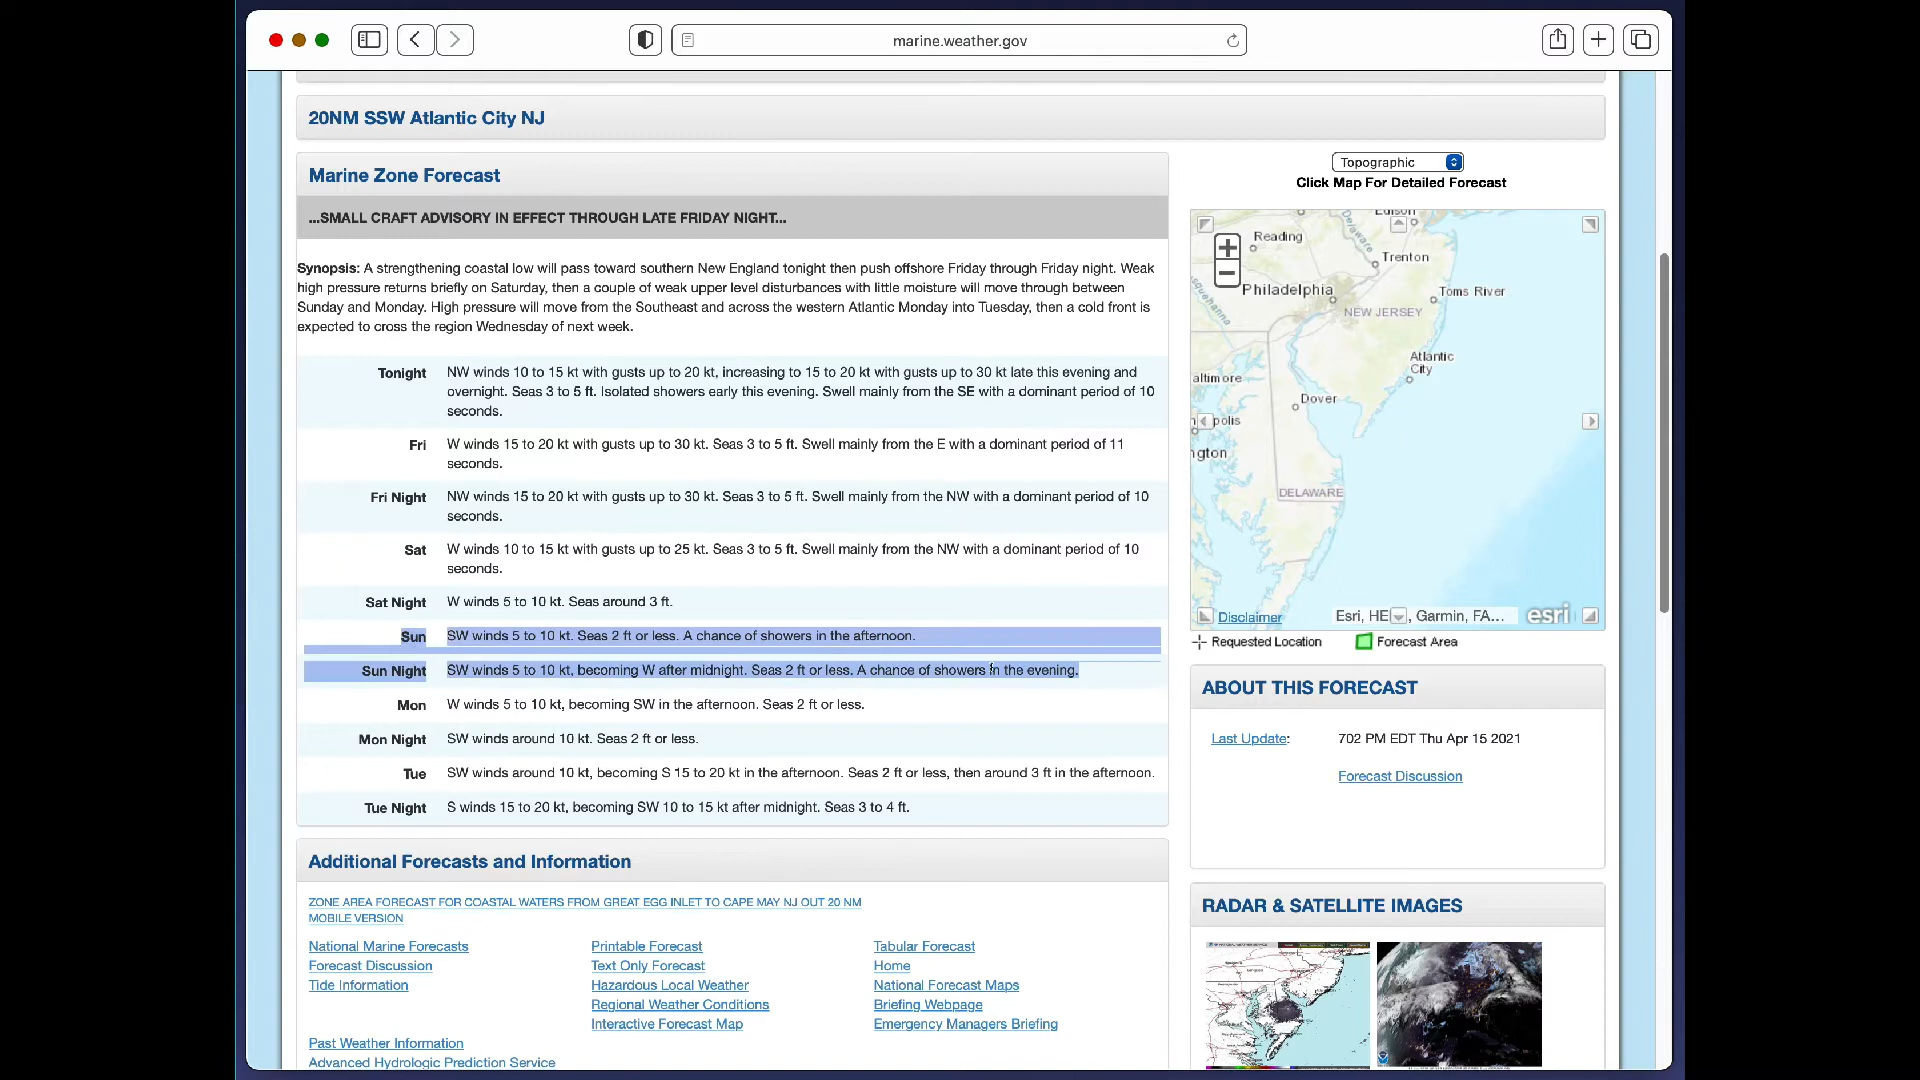 marine.weather.gov
20NM SSW Atlantic City NJ
Marine Zone Forecast
...SMALL CRAFT ADVISORY IN EFFECT THROUGH LATE FRIDAY NIGHT...
Synopsis: A strengthening coastal low will pass toward southern New England tonight then push offshore Friday through Friday night. Weak
high pressure returns briefly on Saturday, then a couple of weak upper level disturbances with little moisture will move through between
Sunday and Monday. High pressure will move from the Southeast and across the western Atlantic Monday into Tuesday, then a cold front is
expected to cross the region Wednesday of next week.
Tonight NW winds 10 to 15 kt with gusts up to 20 kt, increasing to 15 to 20 kt with gusts up to 30 kt late this evening and
overnight. Seas 3 to 5 ft. Isolated showers early this evening. Swell mainly from the SE with a dominant period of 10
seconds.
Fri W winds 15 to 20 kt with gusts up to 30 kt. Seas 3 to 5 ft. Swell mainly from the E with a dominant period of 11
seconds.
Fri Night NW winds 15 to 20 kt with gusts up to 30 kt. Seas 3 to 5 ft. Swell mainly from the NW with a dominant period of 10
seconds.
Sat W winds 10 to 15 kt with gusts up to 25 kt. Seas 3 to 5 ft. Swell mainly from the NW with a dominant period of 10
seconds.
Sat Night W winds 5 to 10 kt. Seas around 3 ft.
Sun SW winds 5 to 10 kt. Seas 2 ft or less. A chance of showers in the afternoon.
Sun Night SW winds 5 to 10 kt, becoming W after midnight. Seas 2 ft or less. A chance of showers in the evening.
Mon W winds 5 to 10 kt, becoming SW in the afternoon. Seas 2 ft or less.
Mon Night SW winds around 10 kt. Seas 2 ft or less.
Tue SW winds around 10 kt, becoming S 15 to 20 kt in the afternoon. Seas 2 ft or less, then around 3 ft in the afternoon.
Tue Night S winds 15 to 20 kt, becoming SW 10 to 15 kt after midnight. Seas 3 to 4 ft.
Additional Forecasts and Information
ZONE AREA FORECAST FOR COASTAL WATERS FROM GREAT EGG INLET TO CAPE MAY NJ OUT 20 NM
MOBILE VERSION
National Marine Forecasts
Forecast Discussion
Tide Information
Past Weather Information
Advanced Hydrologic Prediction Service
Printable Forecast
Text Only Forecast
Hazardous Local Weather
Regional Weather Conditions
Interactive Forecast Map
Tabular Forecast
Home
National Forecast Maps
Briefing Webpage
Emergency Managers Briefing
Topographic
Click Map For Detailed Forecast
Edison
Reading
Delaware
Trenton
Philadelphia
Toms River
NEW JERSEY
Atlantic
City
altimore
Dover
polis
ngton
DELAWARE
Disclaimer
Esri, HE , Garmin, FA...
esri
Requested Location
Forecast Area
ABOUT THIS FORECAST
Last Update: 702 PM EDT Thu Apr 15 2021
Forecast Discussion
RADAR & SATELLITE IMAGES